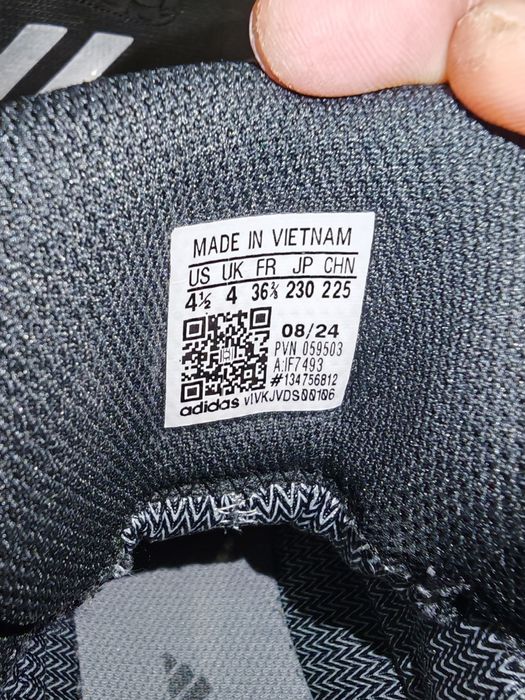 MADE IN VIETNAM
US UK FR JP CHN
4½ 4 36⅔ 230 225
08/24
PVN 059503
A:IF7493
#134756812
adidas vIVKJVDS00106